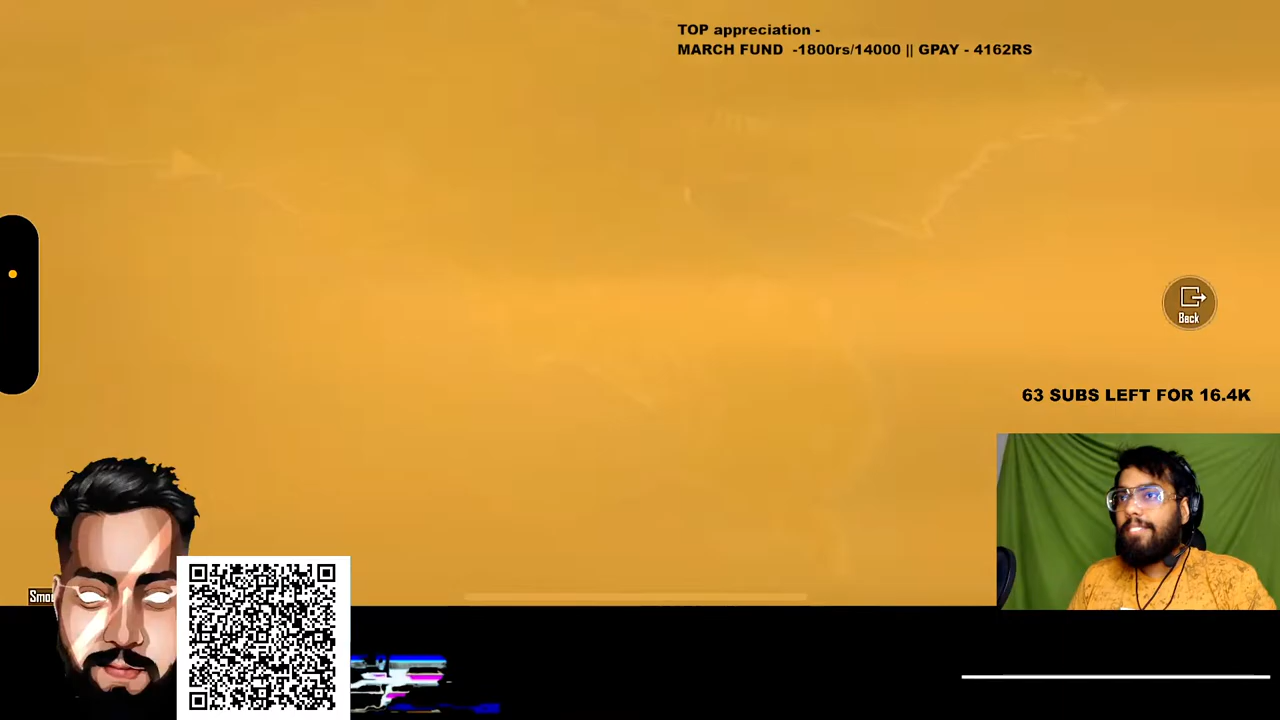 TOP appreciation -
MARCH FUND -1800rs/14000 || GPAY - 4162RS
Back
63 SUBS LEFT FOR 16.4K